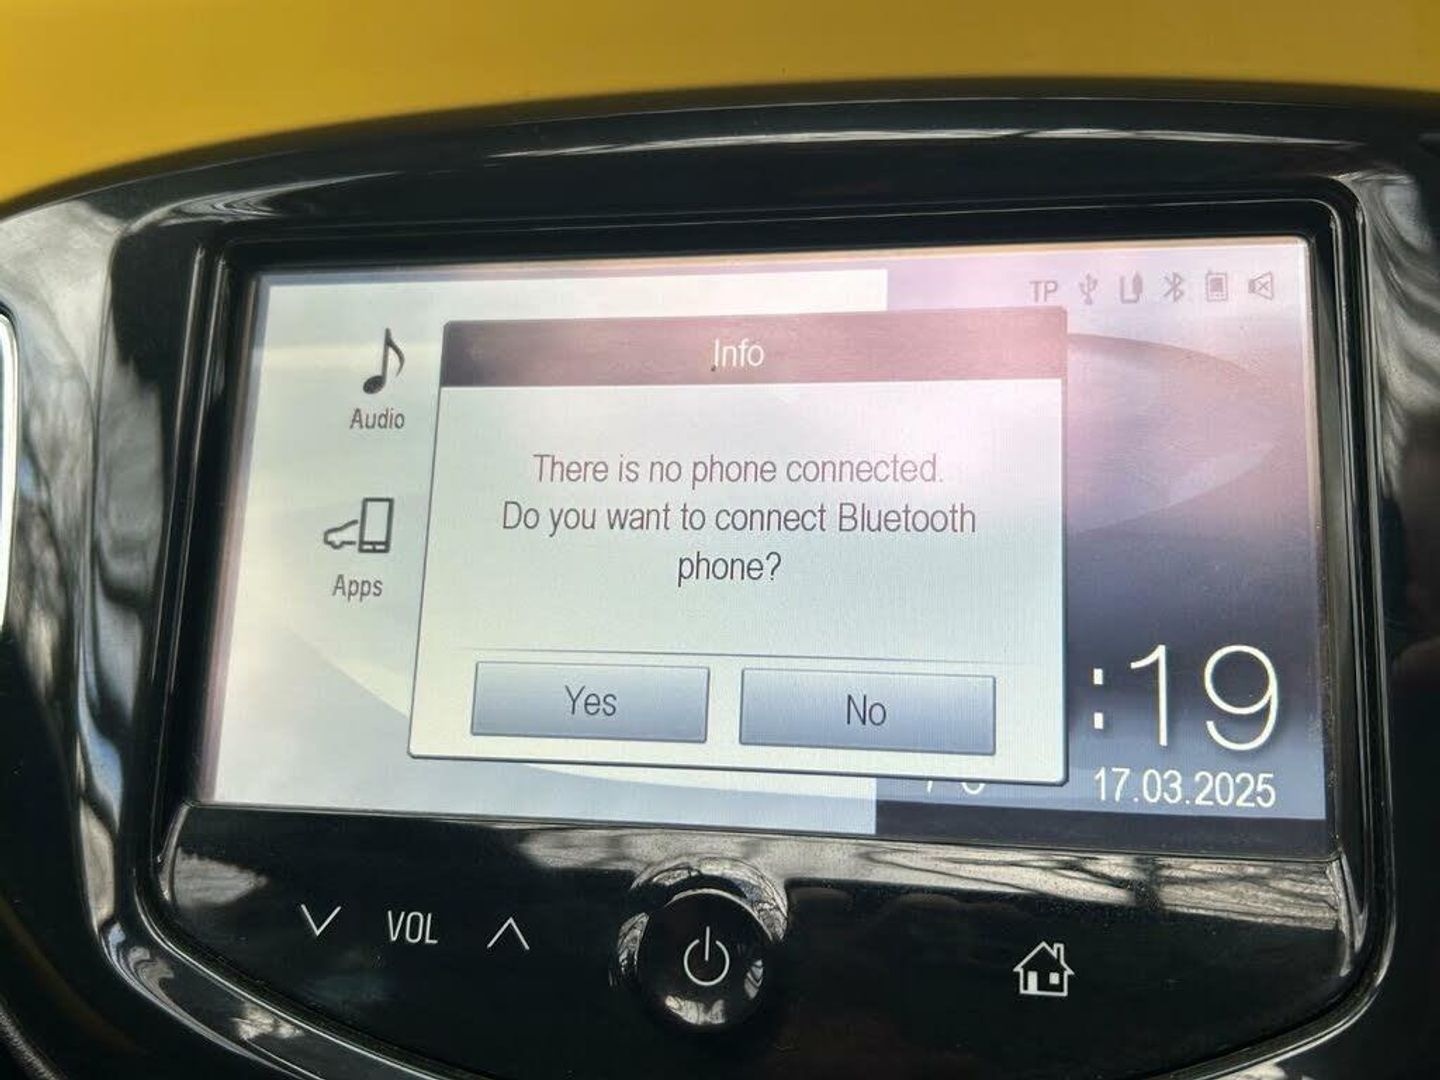 TP
Info
Audio
There is no phone connected.
Do you want to connect Bluetooth
phone?
Apps
Yes
No
:19
17.03.2025
VOL